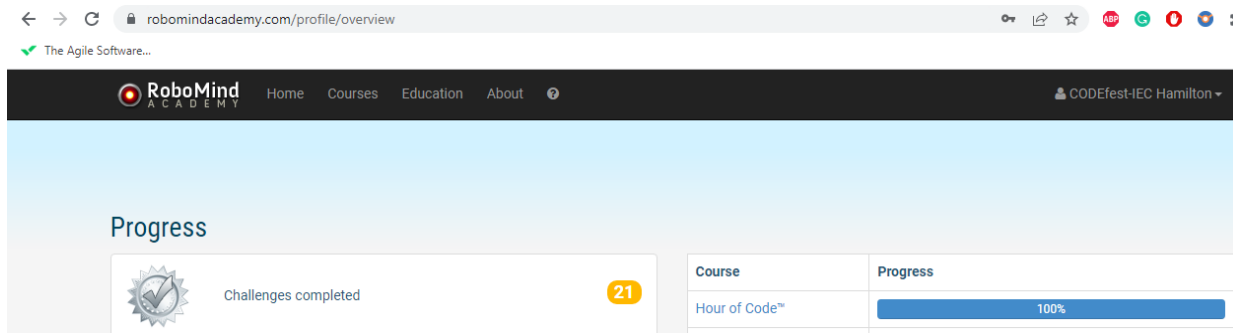 robomindacademy.com/profile/overview
ABP
G
The Agile Software...
RoboMind
ACADEMY
Home Courses Education About ?
CODEfest-IEC Hamilton
Progress
Challenges completed 21
Course Progress
Hour of Code™ 100%